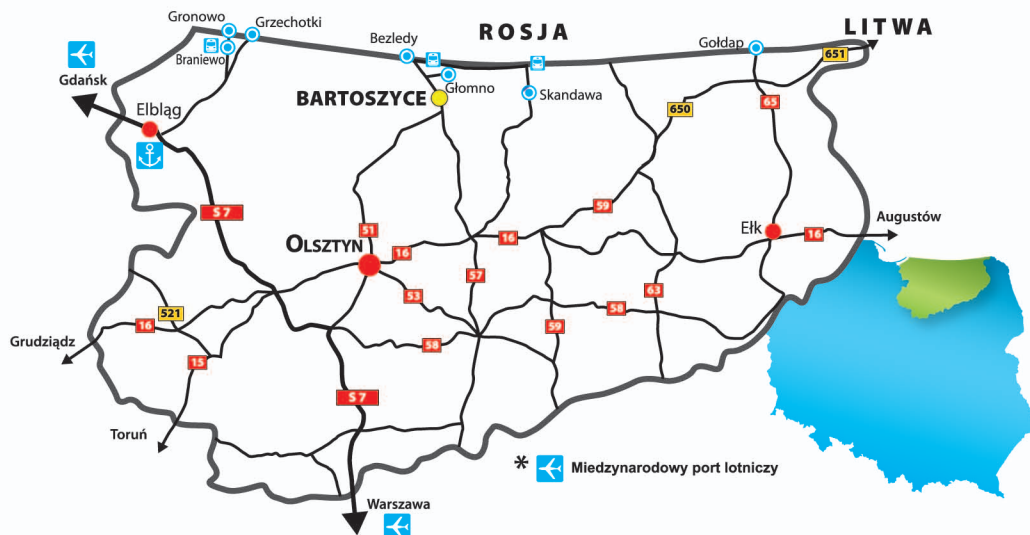 Gronowo
Grzechotki
ROSJA
LITWA
Bezledy
Gołdap
651
Braniewo
Gdańsk
Głomno
BARTOSZYCE
Skandawa
Elbląg
650
65
S 7
59
51
Augustów
OLSZTYN
16
16
Ełk
16
57
53
63
58
521
16
59
58
Grudziądz
15
S 7
Toruń
* Miedzynarodowy port lotniczy
Warszawa